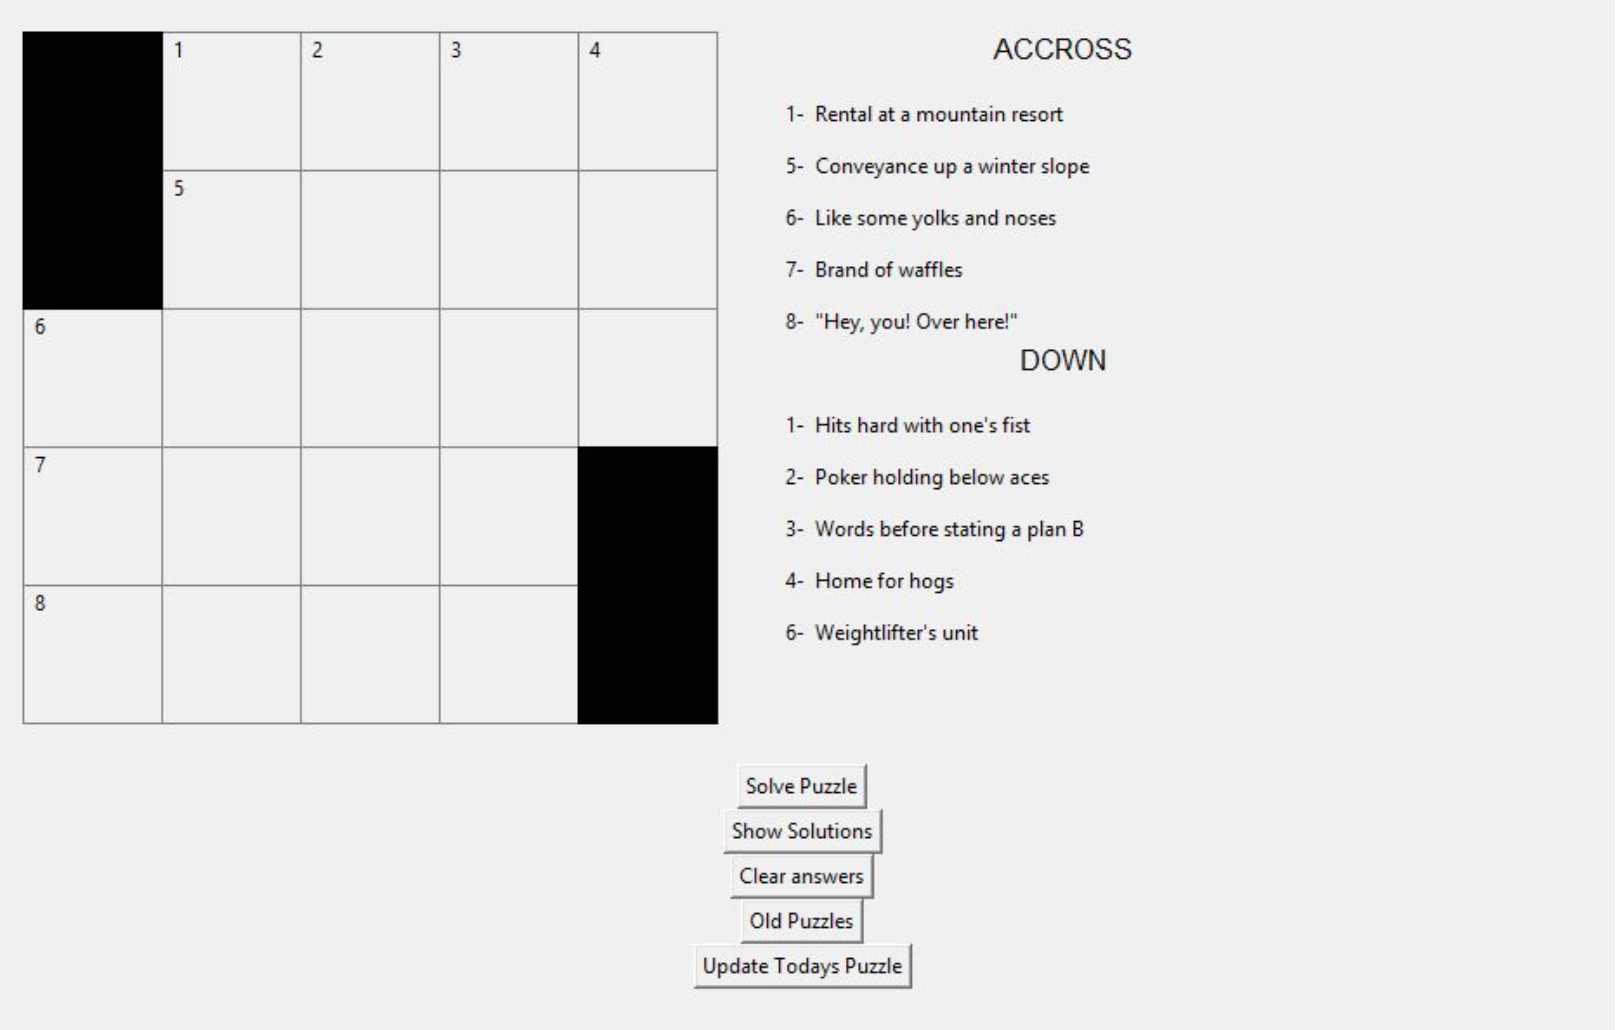 1 2 3 4
5
6
7
8
ACCROSS
1- Rental at a mountain resort
5- Conveyance up a winter slope
6- Like some yolks and noses
7- Brand of waffles
8- "Hey, you! Over here!"
DOWN
1- Hits hard with one's fist
2- Poker holding below aces
3- Words before stating a plan B
4- Home for hogs
6- Weightlifter's unit
Solve Puzzle
Show Solutions
Clear answers
Old Puzzles
Update Todays Puzzle